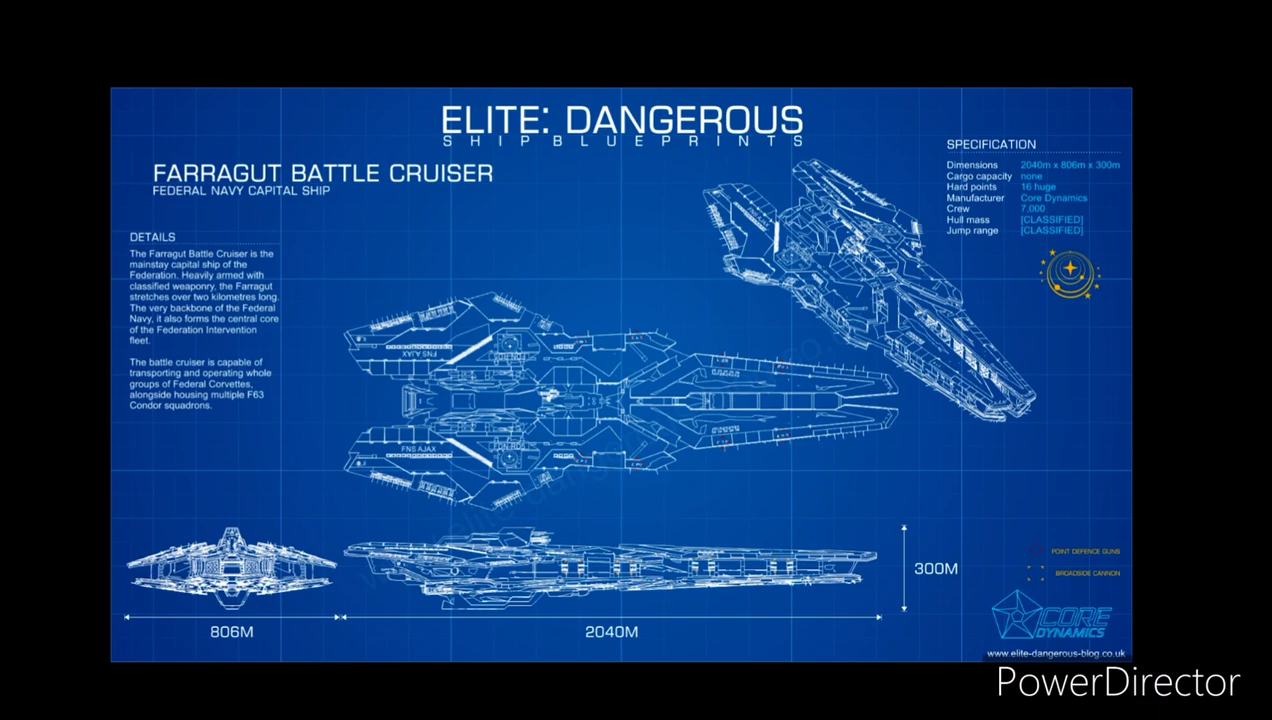 ELITE: DANGEROUS
SHIPBLUEPRINTS
FARRAGUT BATTLE CRUISER
FEDERAL NAVY CAPITAL SHIP
SPECIFICATION
Dimensions 2040m x 806m x 300m
Cargo capacity none
Hard points 16 huge
Manufacturer Core Dynamics
Crew 7,000
Hull mass [CLASSIFIED]
Jump range [CLASSIFIED]
DETAILS
The Farragut Battle Cruiser is the
mainstay capital ship of the
Federation. Heavily armed with
classified weaponry, the Farragut
stretches over two kilometres long.
The very backbone of the Federal
Navy, it also forms the central core
of the Federation Intervention
fleet.
The battle cruiser is capable of
transporting and operating whole
groups of Federal Corvettes,
alongside housing multiple F63
Condor squadrons.
FNS AJAX
FNS AJAX
POINT DEFENCE GUNS
BROADSIDE CANNON
300M
806M
2040M
CORE
DYNAMICS
www.elite-dangerous-blog.co.uk
PowerDirector